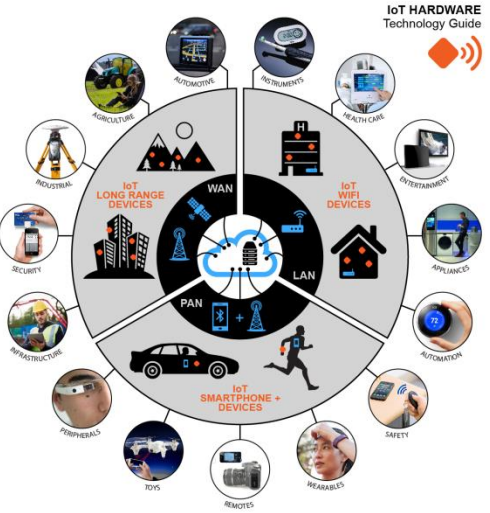 IoT HARDWARE
Technology Guide
AUTOMOTIVE
INSTRUMENTS
AGRICULTURE
HEALTH CARE
INDUSTRIAL
ENTERTAINMENT
H
WAN
IoT
LONG RANGE
DEVICES
IoT
WIFI
DEVICES
SECURITY
APPLIANCES
LAN
PAN
+
INFRASTRUCTURE
72
AUTOMATION
IoT
SMARTPHONE +
DEVICES
PERIPHERALS
SAFETY
TOYS
WEARABLES
REMOTES